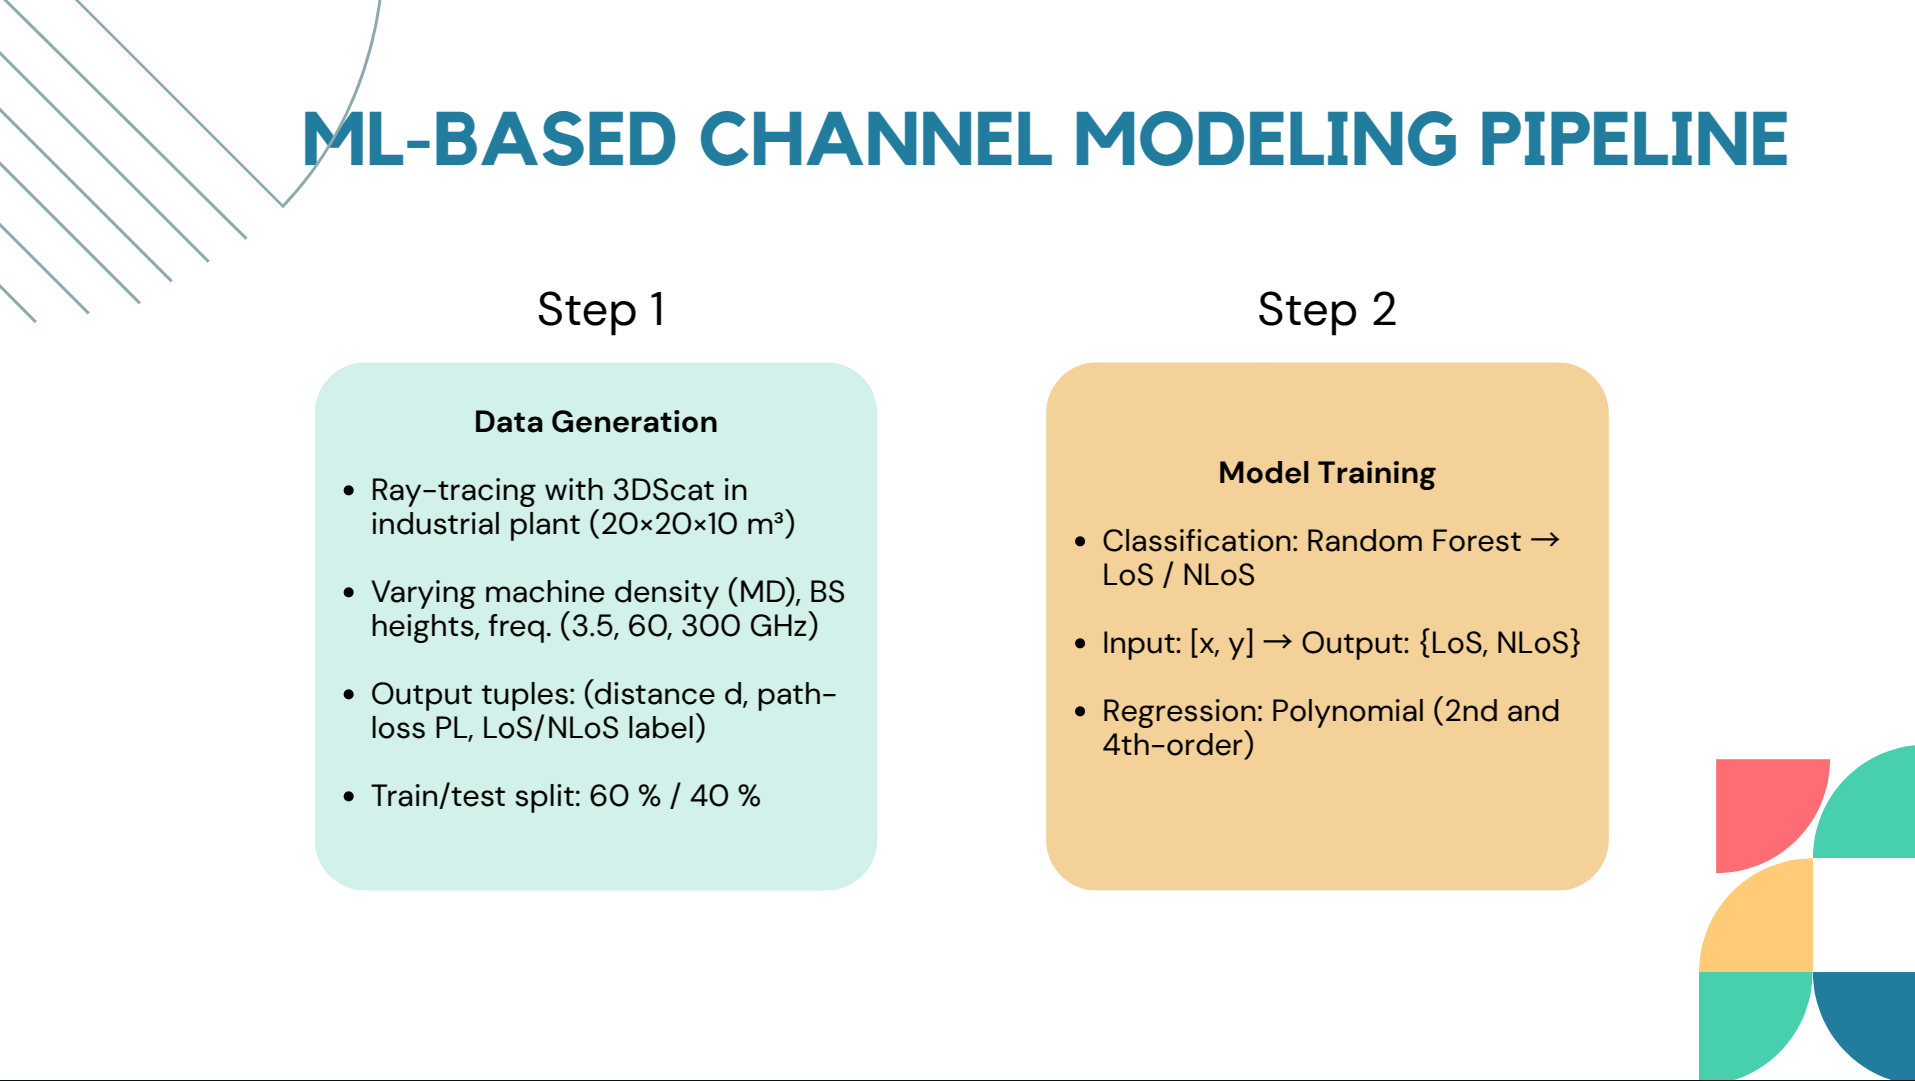 ML-BASED CHANNEL MODELING PIPELINE
Step 1
Data Generation
• Ray-tracing with 3DScat in
industrial plant (20×20×10 m³)
• Varying machine density (MD), BS
heights, freq. (3.5, 60, 300 GHz)
• Output tuples: (distance d, path-
loss PL, LoS/NLoS label)
• Train/test split: 60 % / 40 %
Step 2
Model Training
• Classification: Random Forest →
LoS / NLoS
• Input: [x, y] → Output: {LoS, NLoS}
• Regression: Polynomial (2nd and
4th-order)